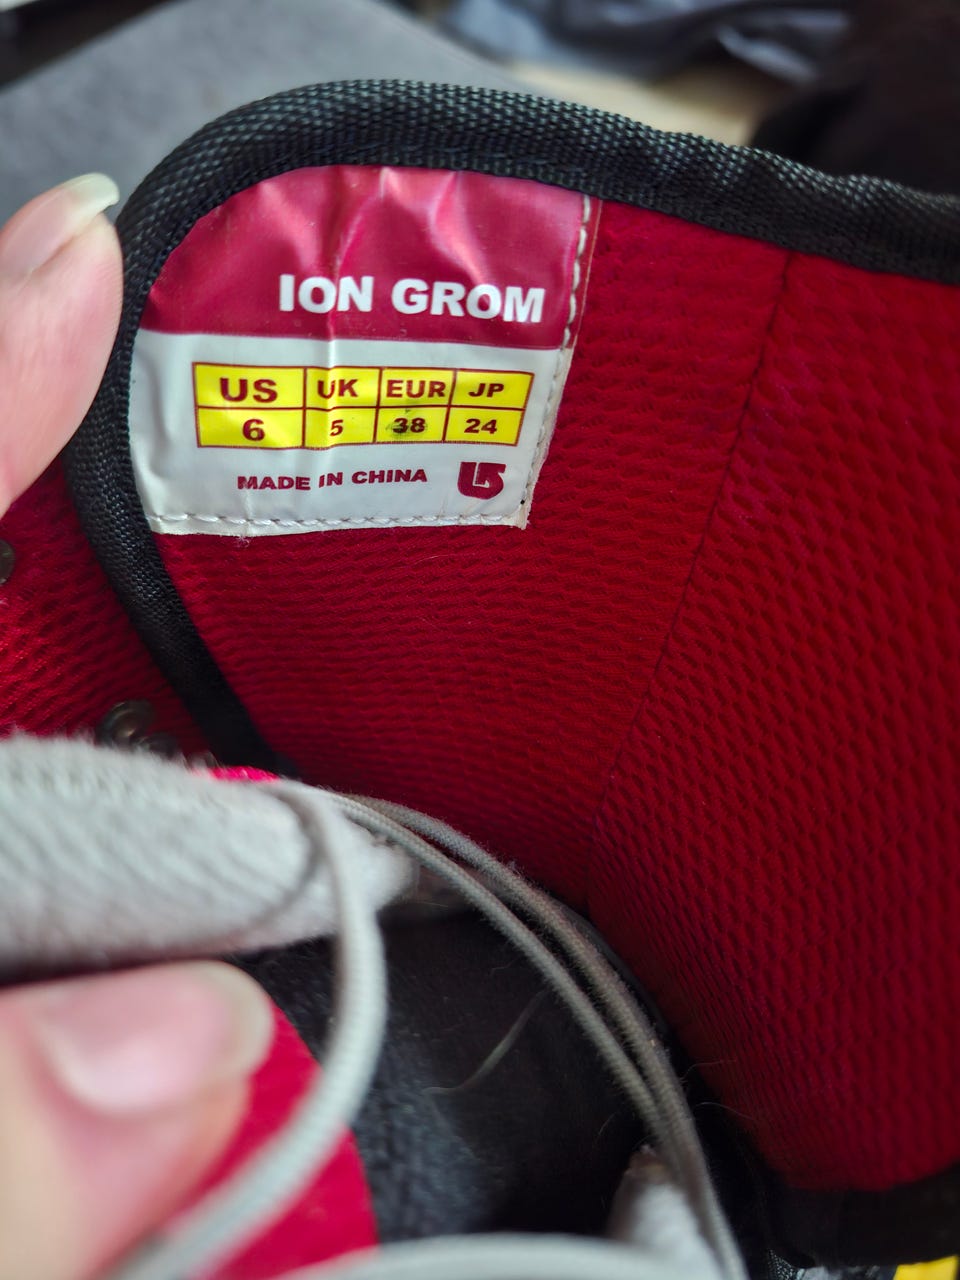 ION GROM
US UK EUR JP
6 5 38 24
MADE IN CHINA